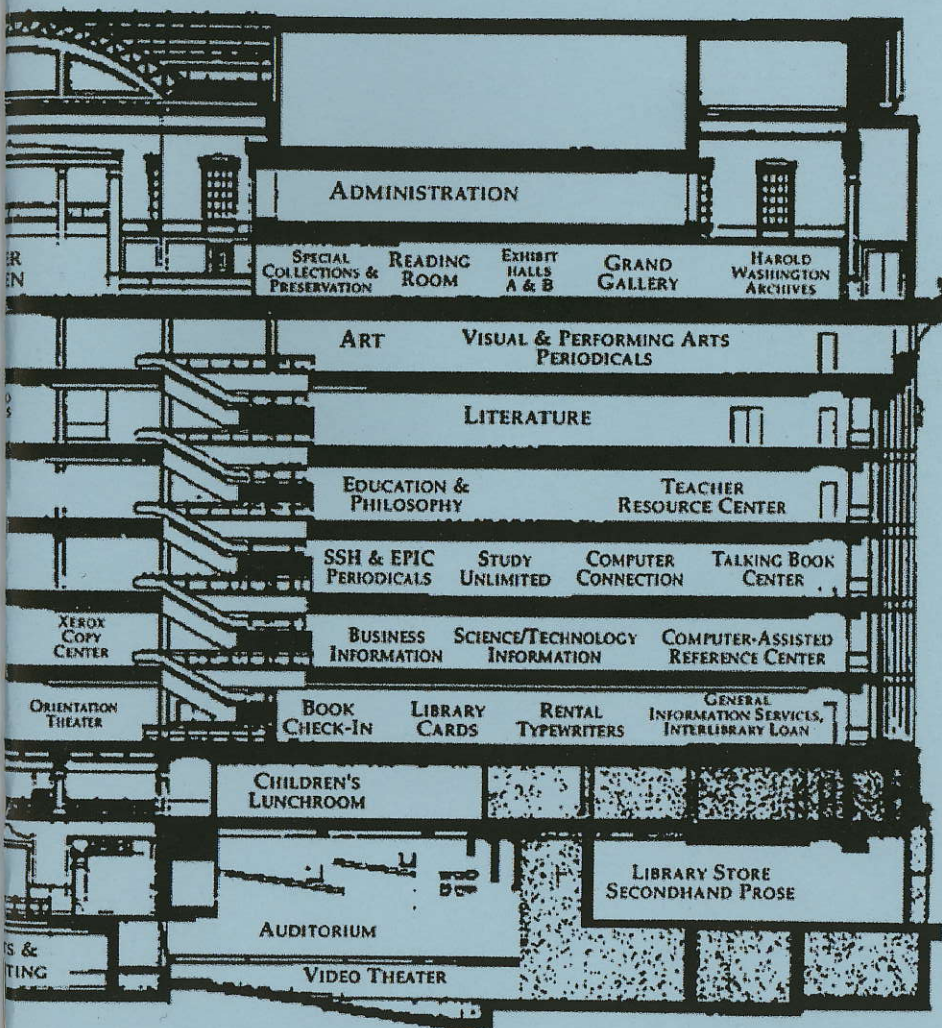 ADMINISTRATION
SPECIAL
COLLECTIONS &
PRESERVATION
READING
ROOM
EXHIBIT
HALLS
A & B
GRAND
GALLERY
HAROLD
WASHINGTON
ARCHIVES
ART
VISUAL & PERFORMING ARTS
PERIODICALS
LITERATURE
EDUCATION &
PHILOSOPHY
TEACHER
RESOURCE CENTER
SSH & EPIC
PERIODICALS
STUDY
UNLIMITED
COMPUTER
CONNECTION
TALKING BOOK
CENTER
XEROX
COPY
CENTER
BUSINESS
INFORMATION
SCIENCE/TECHNOLOGY
INFORMATION
COMPUTER-ASSISTED
REFERENCE CENTER
ORIENTATION
THEATER
BOOK
CHECK-IN
LIBRARY
CARDS
RENTAL
TYPEWRITERS
GENERAL
INFORMATION SERVICES,
INTERLIBRARY LOAN
CHILDREN'S
LUNCHROOM
LIBRARY STORE
SECONDHAND PROSE
AUDITORIUM
VIDEO THEATER